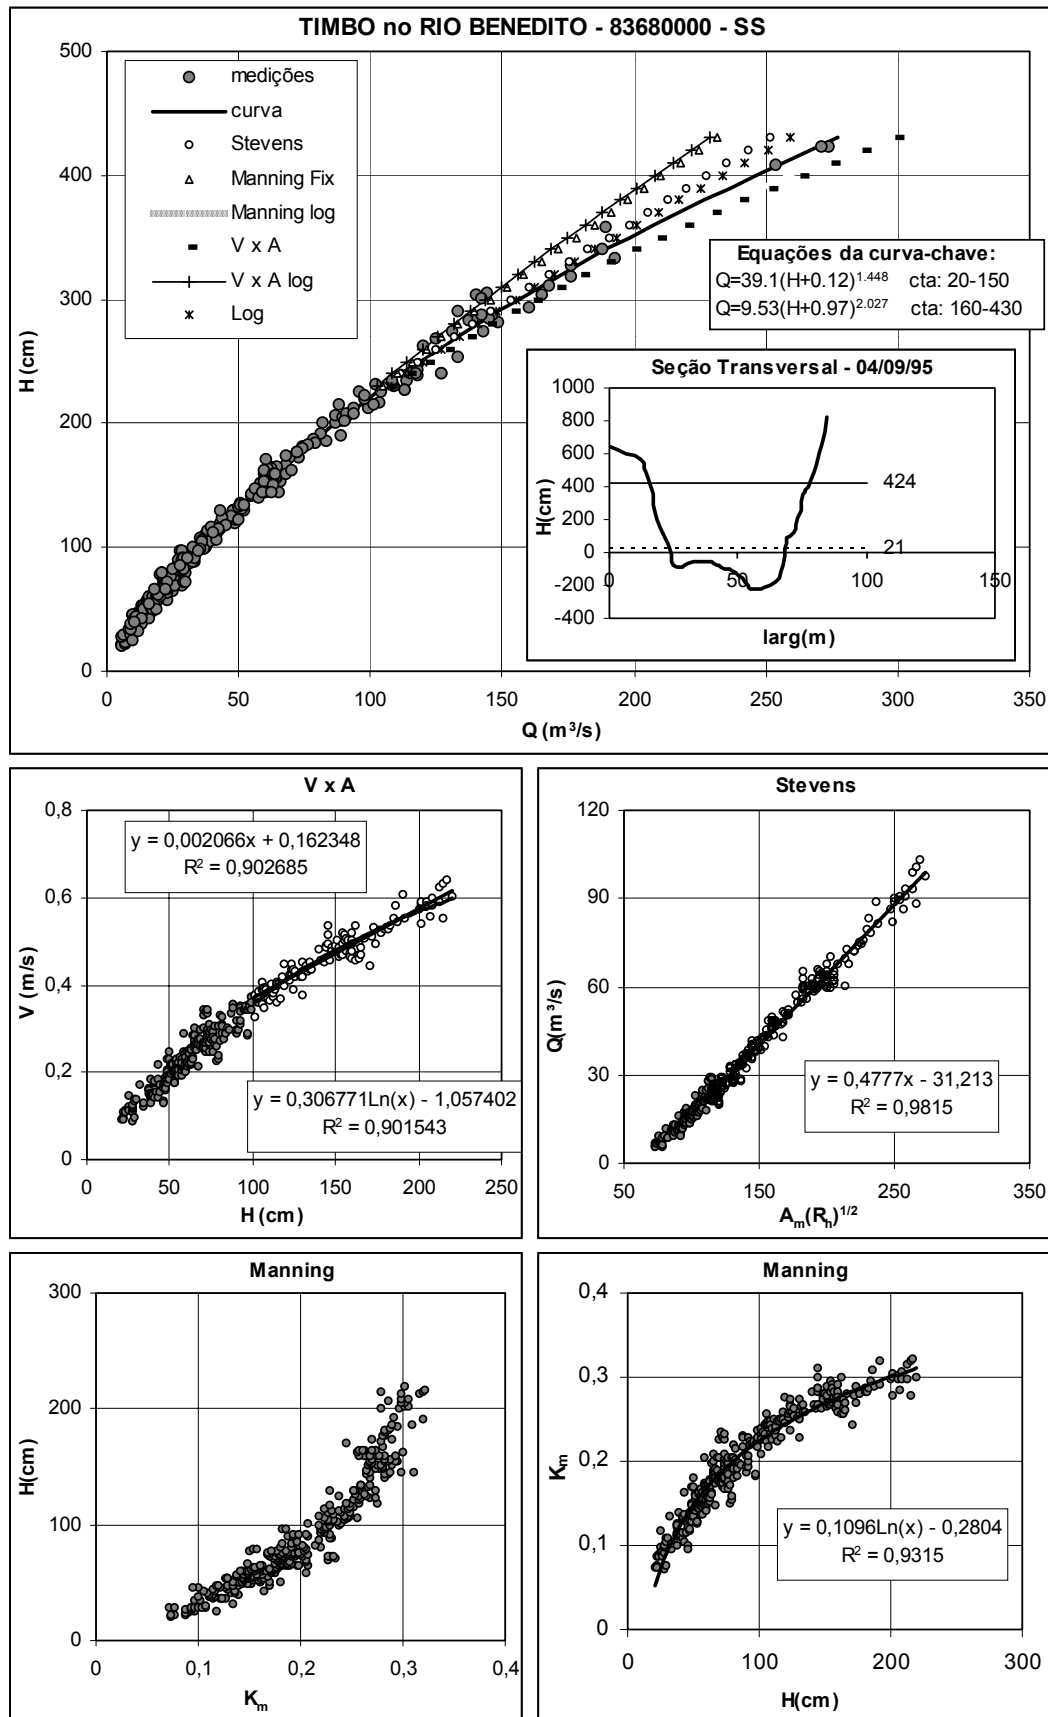 TIMBO no RIO BENEDITO - 83680000 - SS
500
400
300
200
100
0
H (cm)
medições
curva
Stevens
Manning Fix
Manning log
V x A
V x A log
Log
Equações da curva-chave:
Q=39.1(H+0.12)^1.448 cta: 20-150
Q=9.53(H+0.97)^2.027 cta: 160-430
Seção Transversal - 04/09/95
1000
800
600
400
200
0
-200
-400
H(cm)
424
21
0 50 100 150
larg(m)
0 50 100 150 200 250 300 350
Q (m³/s)
V x A
0,8
0,6
0,4
0,2
0
V (m/s)
y = 0,002066x + 0,162348
R² = 0,902685
y = 0,306771Ln(x) - 1,057402
R² = 0,901543
0 50 100 150 200 250
H (cm)
Stevens
120
90
60
30
0
Q(m³/s)
y = 0,4777x - 31,213
R² = 0,9815
50 150 250 350
Aₘ(Rₕ)^1/2
Manning
300
200
100
0
H(cm)
0 0,1 0,2 0,3 0,4
Kₘ
Manning
0,4
0,3
0,2
0,1
0,0
Kₘ
y = 0,1096Ln(x) - 0,2804
R² = 0,9315
0 100 200 300
H(cm)